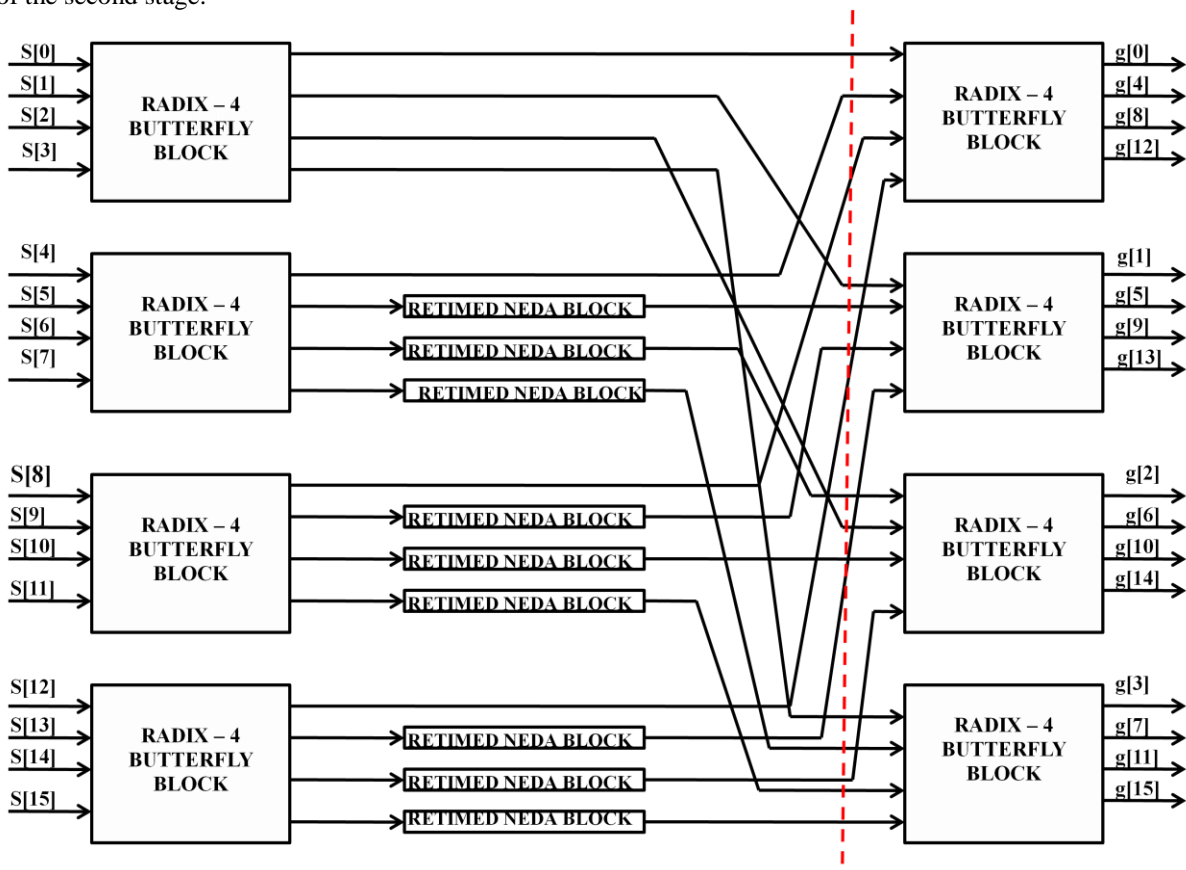 of the second stage.
S[0]
S[1]
S[2]
S[3]
RADIX – 4
BUTTERFLY
BLOCK
RADIX – 4
BUTTERFLY
BLOCK
g[0]
g[4]
g[8]
g[12]
S[4]
S[5]
S[6]
S[7]
RADIX – 4
BUTTERFLY
BLOCK
RETIMED NEDA BLOCK
RETIMED NEDA BLOCK
RETIMED NEDA BLOCK
RADIX – 4
BUTTERFLY
BLOCK
g[1]
g[5]
g[9]
g[13]
S[8]
S[9]
S[10]
S[11]
RADIX – 4
BUTTERFLY
BLOCK
RETIMED NEDA BLOCK
RETIMED NEDA BLOCK
RETIMED NEDA BLOCK
RADIX – 4
BUTTERFLY
BLOCK
g[2]
g[6]
g[10]
g[14]
S[12]
S[13]
S[14]
S[15]
RADIX – 4
BUTTERFLY
BLOCK
RETIMED NEDA BLOCK
RETIMED NEDA BLOCK
RETIMED NEDA BLOCK
RADIX – 4
BUTTERFLY
BLOCK
g[3]
g[7]
g[11]
g[15]